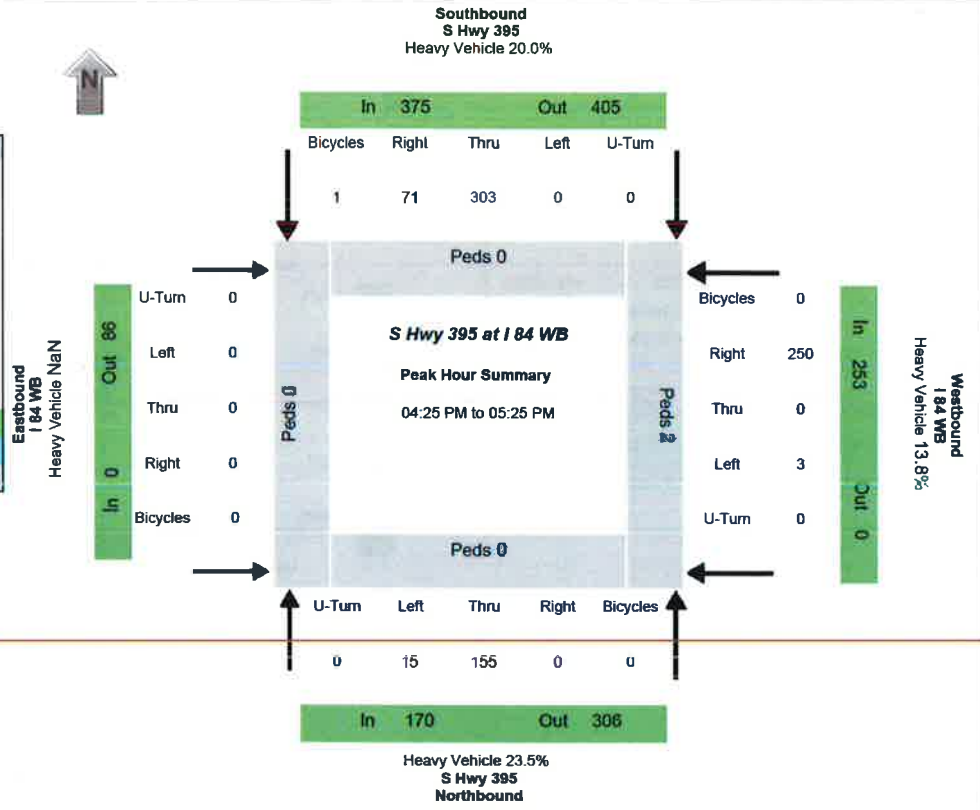 Southbound
S Hwy 395
Heavy Vehicle 20.0%
N
In 375 Out 405
Bicycles Right Thru Left U-Turn
1 71 303 0 0
Peds 0
U-Turn 0
Left 0
Thru 0
Right 0
Bicycles 0
Out 86
In 0
Eastbound
I 84 WB
Heavy Vehicle NaN
Peds 0
S Hwy 395 at I 84 WB
Peak Hour Summary
04:25 PM to 05:25 PM
Peds 2
Bicycles 0
Right 250
Thru 0
Left 3
U-Turn 0
In 253
Out 0
Westbound
I 84 WB
Heavy Vehicle 13.8%
Peds 0
U-Turn Left Thru Right Bicycles
0 15 155 0 0
In 170 Out 306
Heavy Vehicle 23.5%
S Hwy 395
Northbound